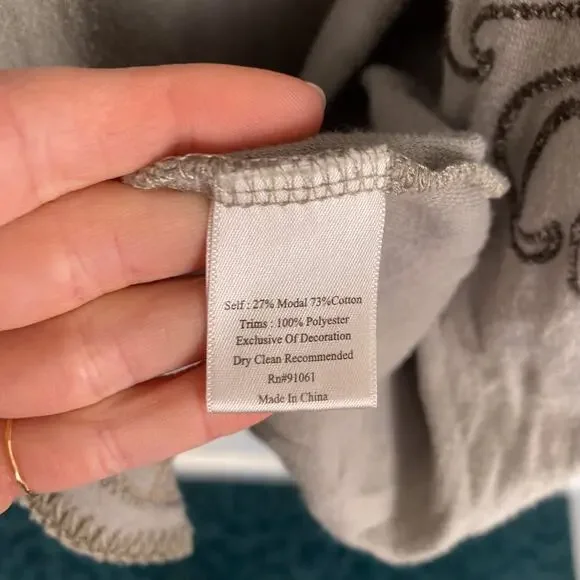 Self : 27% Modal 73%Cotton
Trims : 100% Polyester
Exclusive Of Decoration
Dry Clean Recommended
Rn#91061
Made In China